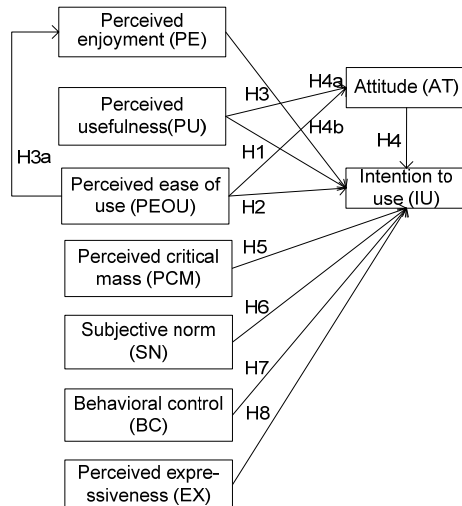 Perceived
enjoyment (PE)
H3
H4a
Attitude (AT)
Perceived
usefulness(PU)
H4b
H4
H1
H3a
Perceived ease of
use (PEOU)
H2
Intention to
use (IU)
Perceived critical
mass (PCM)
H5
Subjective norm
(SN)
H6
Behavioral control
(BC)
H7
H8
Perceived expre-
ssiveness (EX)